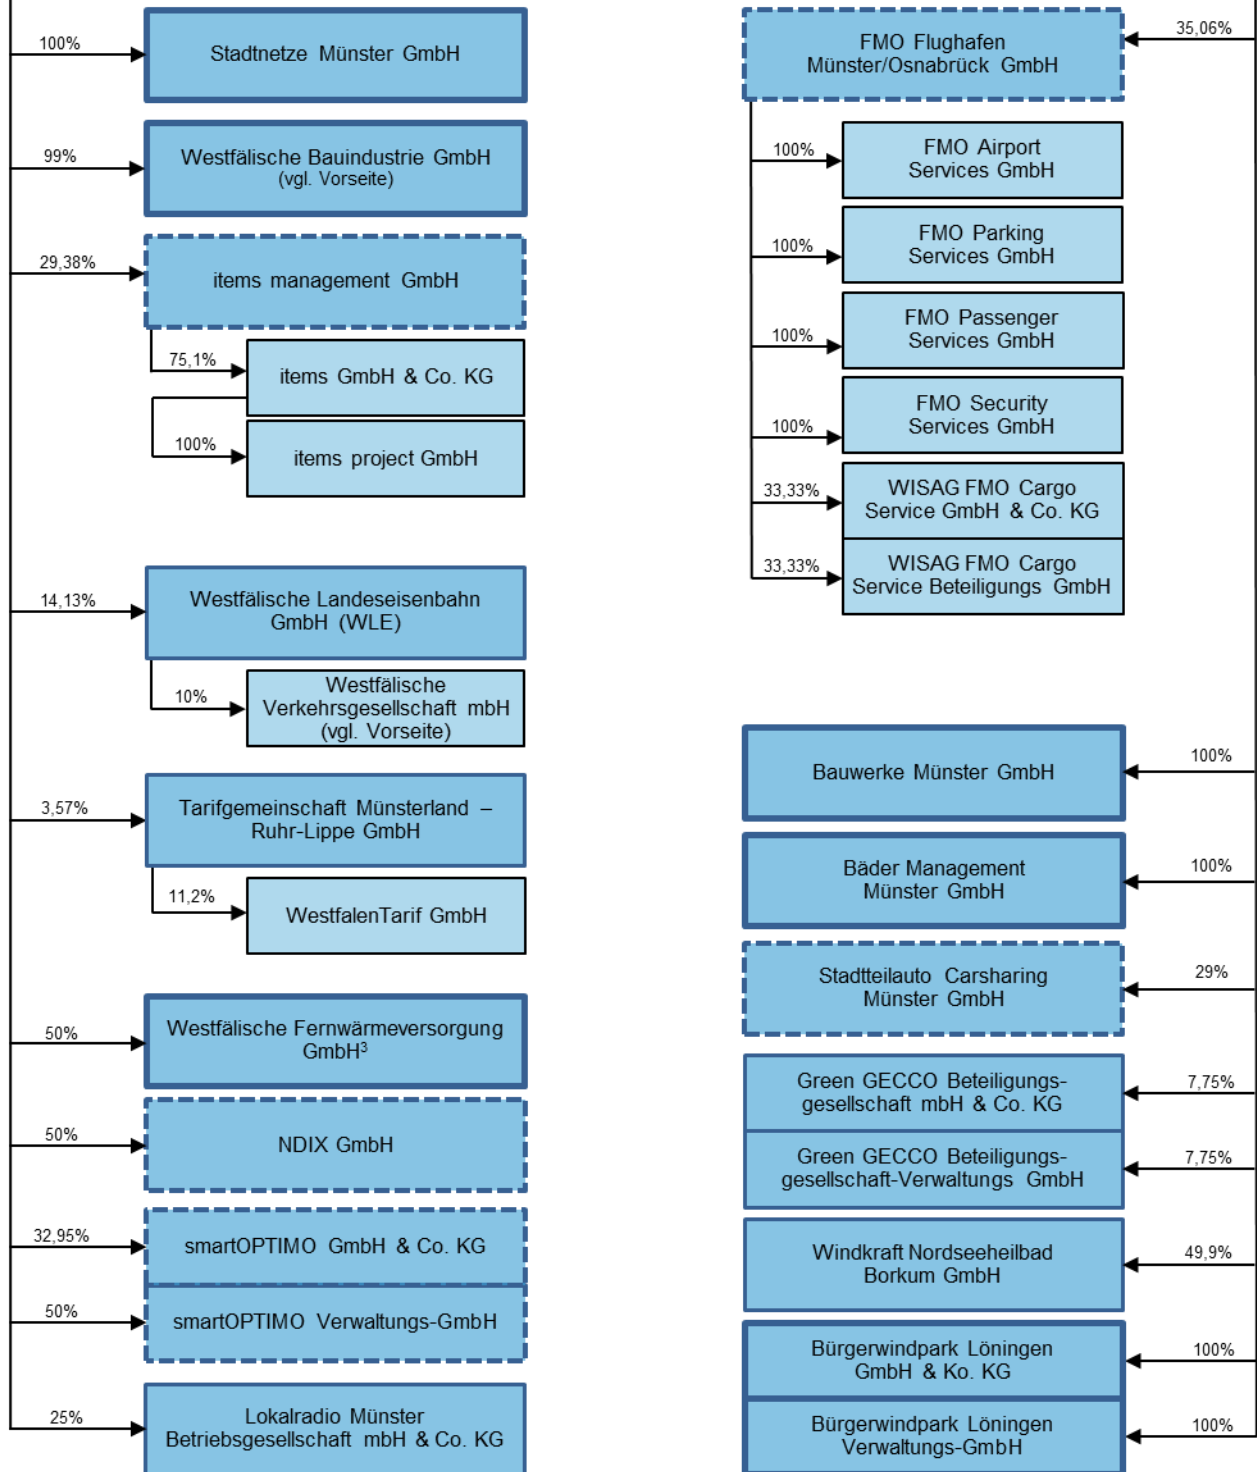 100%
Stadtnetze Münster GmbH
99%
Westfälische Bauindustrie GmbH
(vgl. Vorseite)
29,38%
items management GmbH
75,1%
items GmbH & Co. KG
100%
items project GmbH
14,13%
Westfälische Landeseisenbahn
GmbH (WLE)
10%
Westfälische
Verkehrsgesellschaft mbH
(vgl. Vorseite)
3,57%
Tarifgemeinschaft Münsterland –
Ruhr-Lippe GmbH
11,2%
WestfalenTarif GmbH
50%
Westfälische Fernwärmeversorgung
GmbH³
50%
NDIX GmbH
32,95%
smartOPTIMO GmbH & Co. KG
50%
smartOPTIMO Verwaltungs-GmbH
25%
Lokalradio Münster
Betriebsgesellschaft mbH & Co. KG
35,06%
FMO Flughafen
Münster/Osnabrück GmbH
100%
FMO Airport
Services GmbH
100%
FMO Parking
Services GmbH
100%
FMO Passenger
Services GmbH
100%
FMO Security
Services GmbH
33,33%
WISAG FMO Cargo
Service GmbH & Co. KG
33,33%
WISAG FMO Cargo
Service Beteiligungs GmbH
Bauwerke Münster GmbH
100%
Bäder Management
Münster GmbH
100%
Stadtteilauto Carsharing
Münster GmbH
29%
Green GECCO Beteiligungs-
gesellschaft mbH & Co. KG
7,75%
Green GECCO Beteiligungs-
gesellschaft-Verwaltungs GmbH
7,75%
Windkraft Nordseeheilbad
Borkum GmbH
49,9%
Bürgerwindpark Löningen
GmbH & Ko. KG
100%
Bürgerwindpark Löningen
Verwaltungs-GmbH
100%